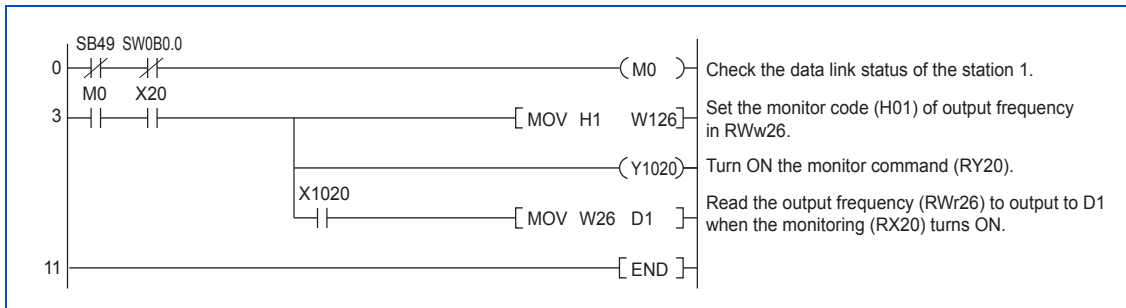 SB49 SW0B0.0
0 M0 Check the data link status of the station 1.
M0 X20
3 MOV H1 W126 Set the monitor code (H01) of output frequency
in RWw26.
Y1020 Turn ON the monitor command (RY20).
X1020
MOV W26 D1 Read the output frequency (RWr26) to output to D1
when the monitoring (RX20) turns ON.
11 END